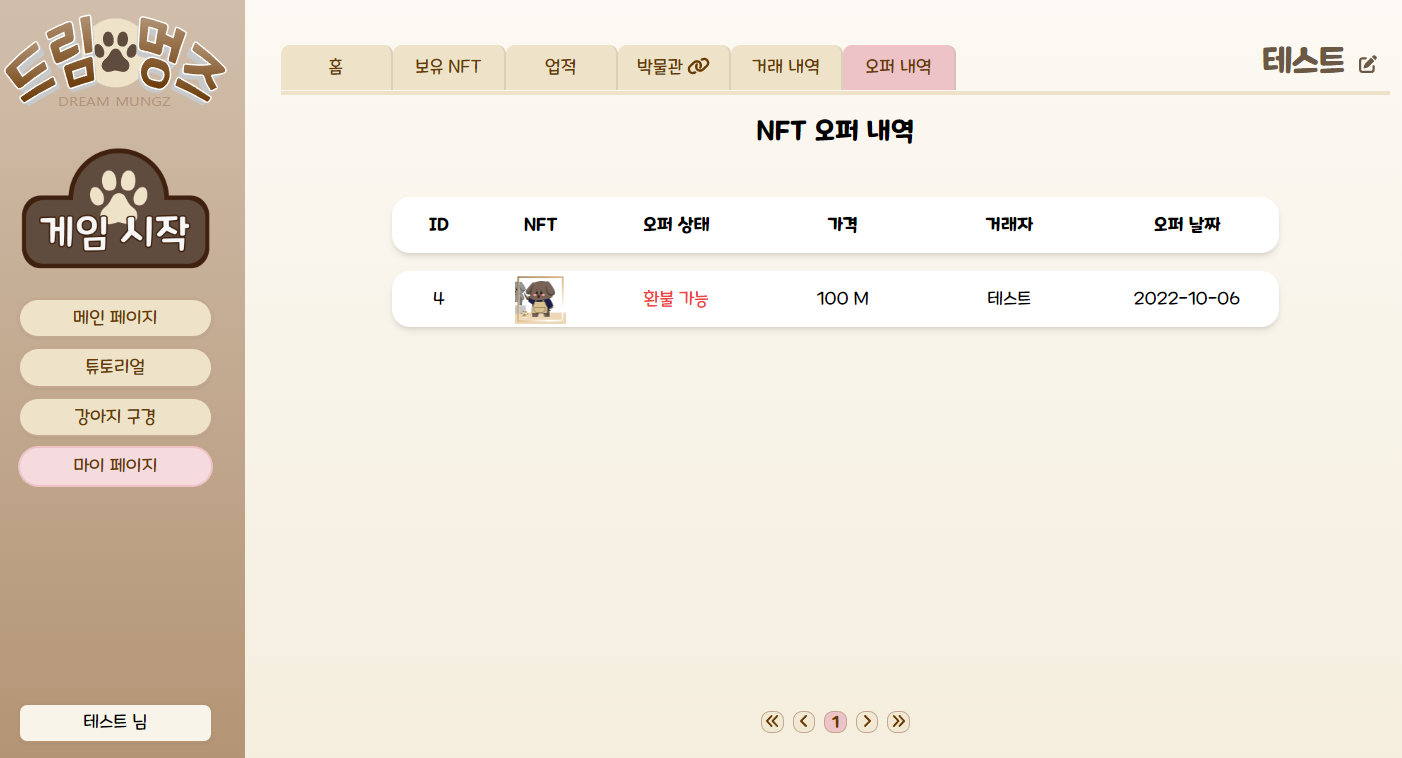 드림멍즈
DREAM MUNGZ
게임 시작
메인 페이지
튜토리얼
강아지 구경
마이 페이지
테스트 님
홈 보유 NFT 업적 박물관 거래 내역 오퍼 내역
테스트
NFT 오퍼 내역
ID NFT 오퍼 상태 가격 거래자 오퍼 날짜
4 환불 가능 100 M 테스트 2022-10-06
1